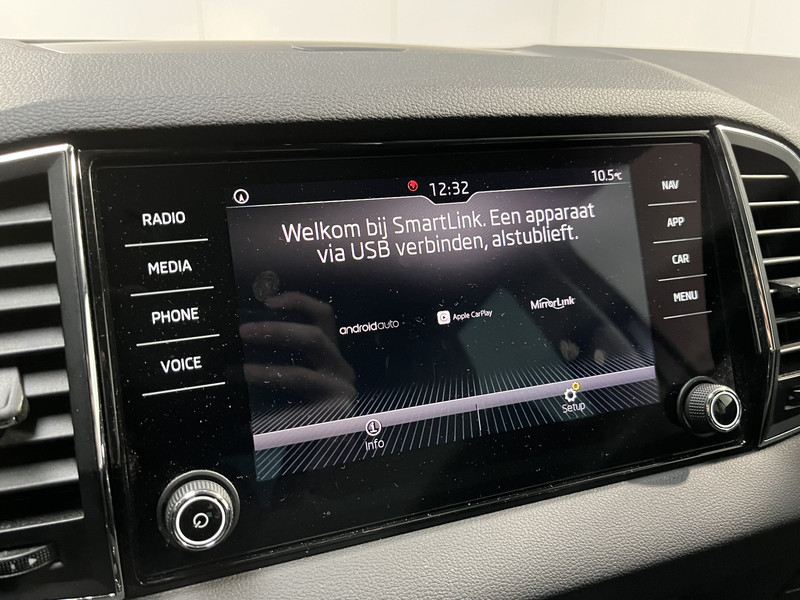 12:32
10.5°C
RADIO
MEDIA
PHONE
VOICE
Welkom bij SmartLink. Een apparaat
via USB verbinden, alstublieft.
androidauto
Apple CarPlay
MirrorLink
Info
Setup
NAV
APP
CAR
MENU